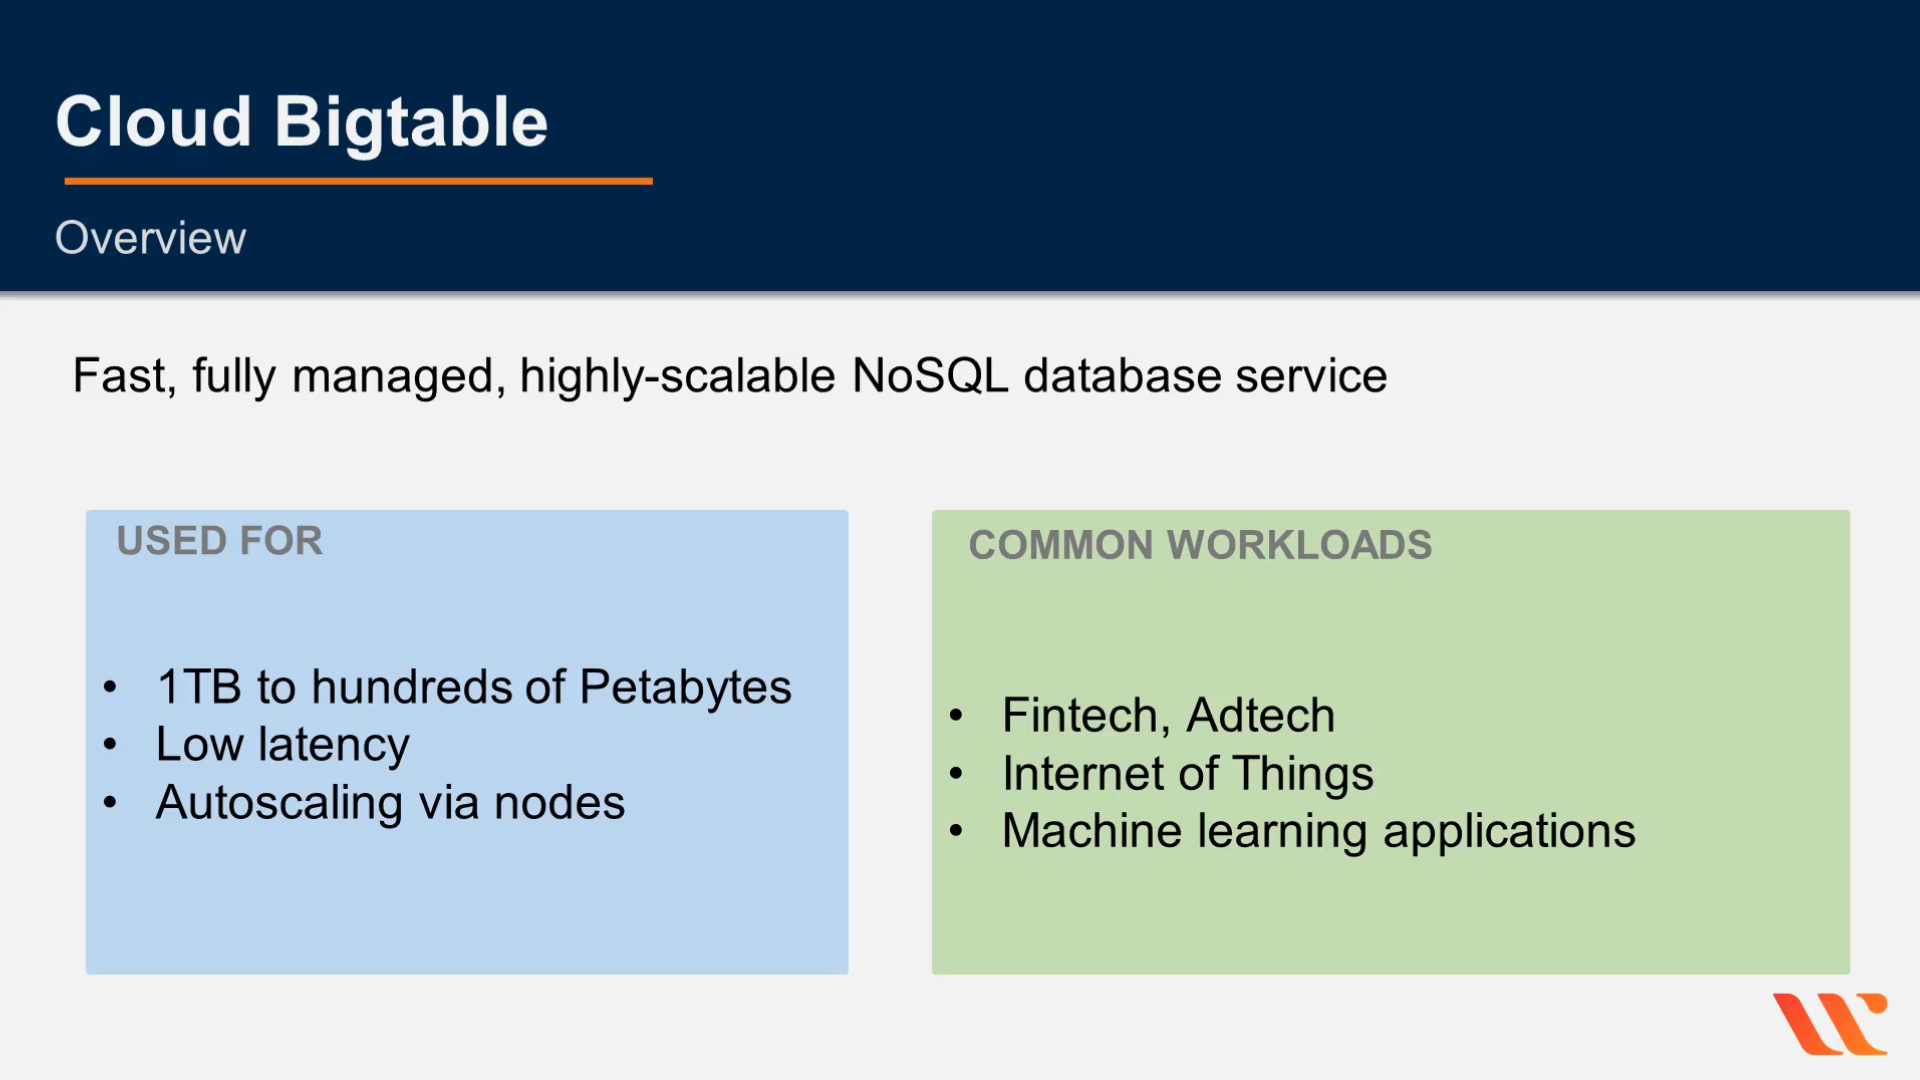 Cloud Bigtable
Overview
Fast, fully managed, highly-scalable NoSQL database service
USED FOR
• 1TB to hundreds of Petabytes
• Low latency
• Autoscaling via nodes
COMMON WORKLOADS
• Fintech, Adtech
• Internet of Things
• Machine learning applications